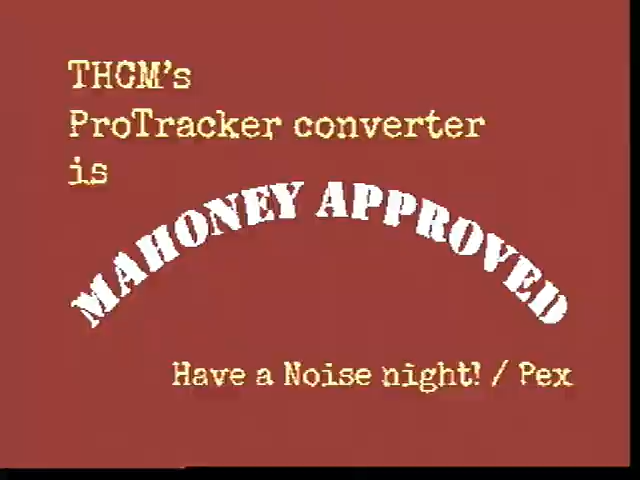 THCM's
ProTracker converter
is
MAHONEY APPROVED
Have a Noise night! / Pex